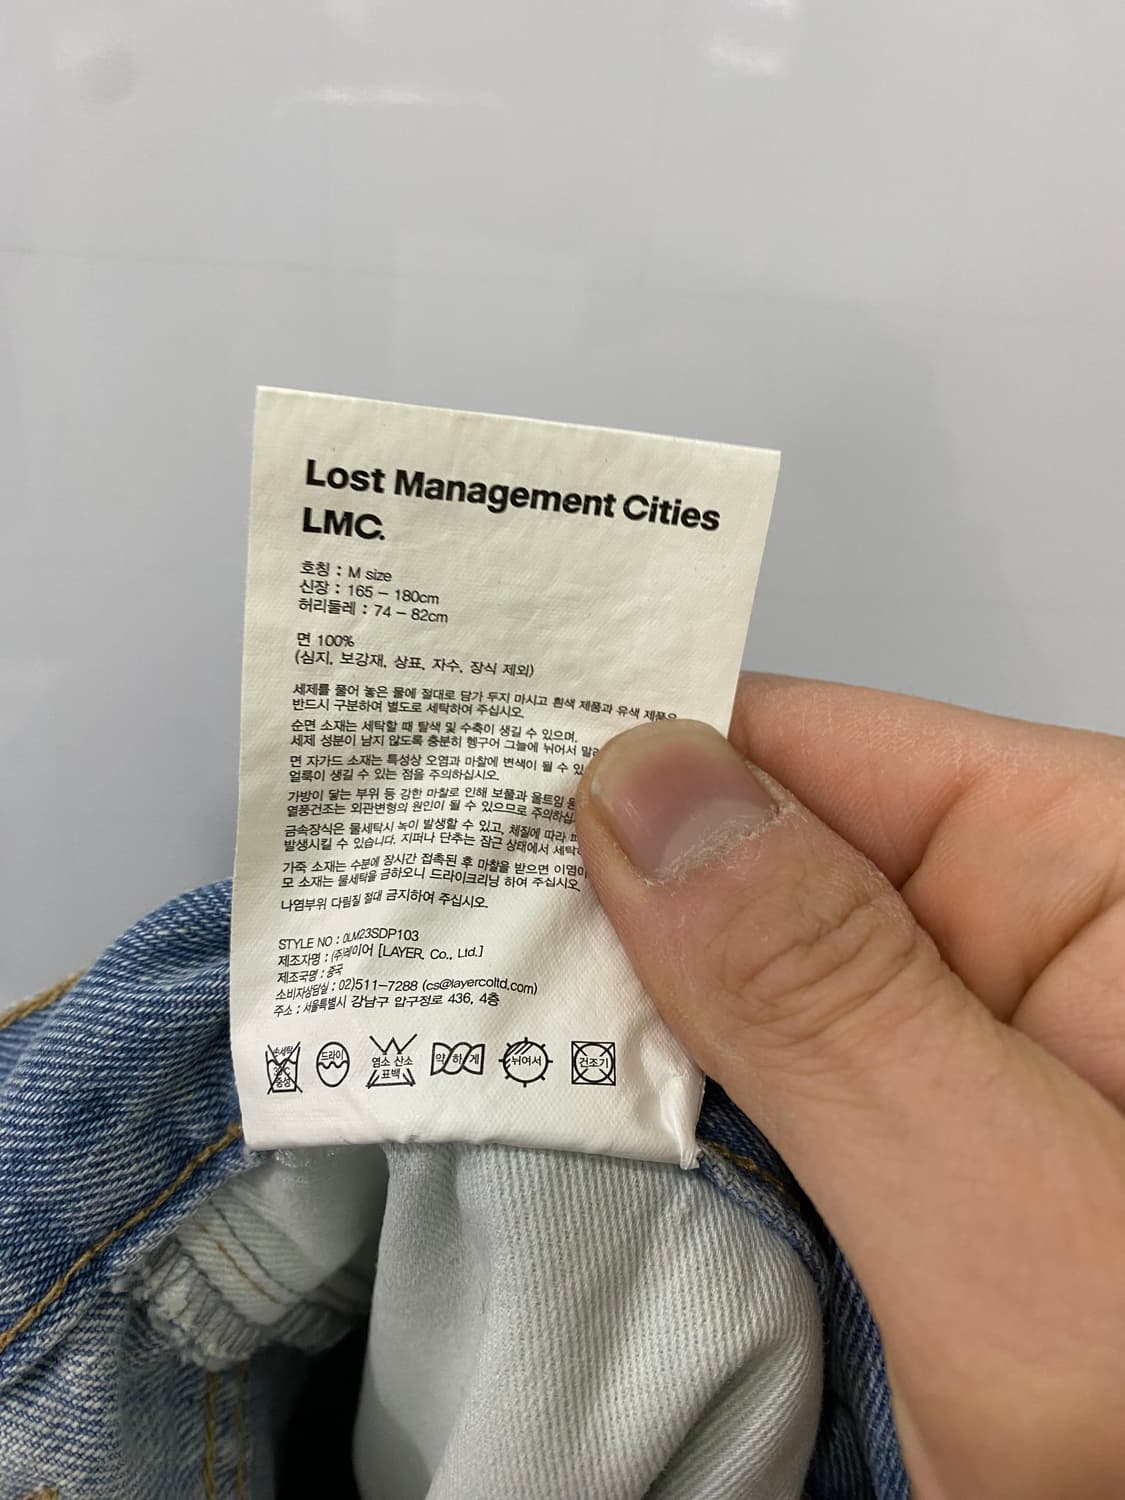 Lost Management Cities
LMC.
호칭 : M size
신장 : 165 - 180cm
허리둘레 : 74 - 82cm
면 100%
(심지, 보강재, 상표, 자수, 장식 제외)
세제를 풀어 놓은 물에 절대로 담가 두지 마시고 흰색 제품과 유색 제품은
반드시 구분하여 별도로 세탁하여 주십시오.
순면 소재는 세탁할 때 탈색 및 수축이 생길 수 있으며,
세제 성분이 남지 않도록 충분히 헹구어 그늘에 뉘어서
면 자가드 소재는 특성상 오염과 마찰에 변색이 될 수
얼룩이 생길 수 있는 점을 주의하십시오.
가방이 닿는 부위 등 강한 마찰로 인해 보풀과 올트임
열풍건조는 외관변형의 원인이 될 수 있으므로
금속장식은 물세탁시 녹이 발생할 수 있고, 체질에 따라
발생시킬 수 있습니다. 지퍼나 단추는 잠근 상태에서
가죽 소재는 수분에 장시간 접촉된 후 마찰을 받으면
모 소재는 물세탁을 금하오니 드라이크리닝 하여 주십시오.
나염부위 다림질 절대 금지하여 주십시오.
STYLE NO : 0LM23SDP103
제조자명 : (주)레이어 [LAYER. Co., Ltd.]
제조국명 : 중국
소비자상담실 : 02)511-7288 (cs@layercoltd.com)
주소 : 서울특별시 강남구 압구정로 436, 4층
손세탁 드라이 염소 산소 약 하 게 뉘어서 건조기
중성 표백